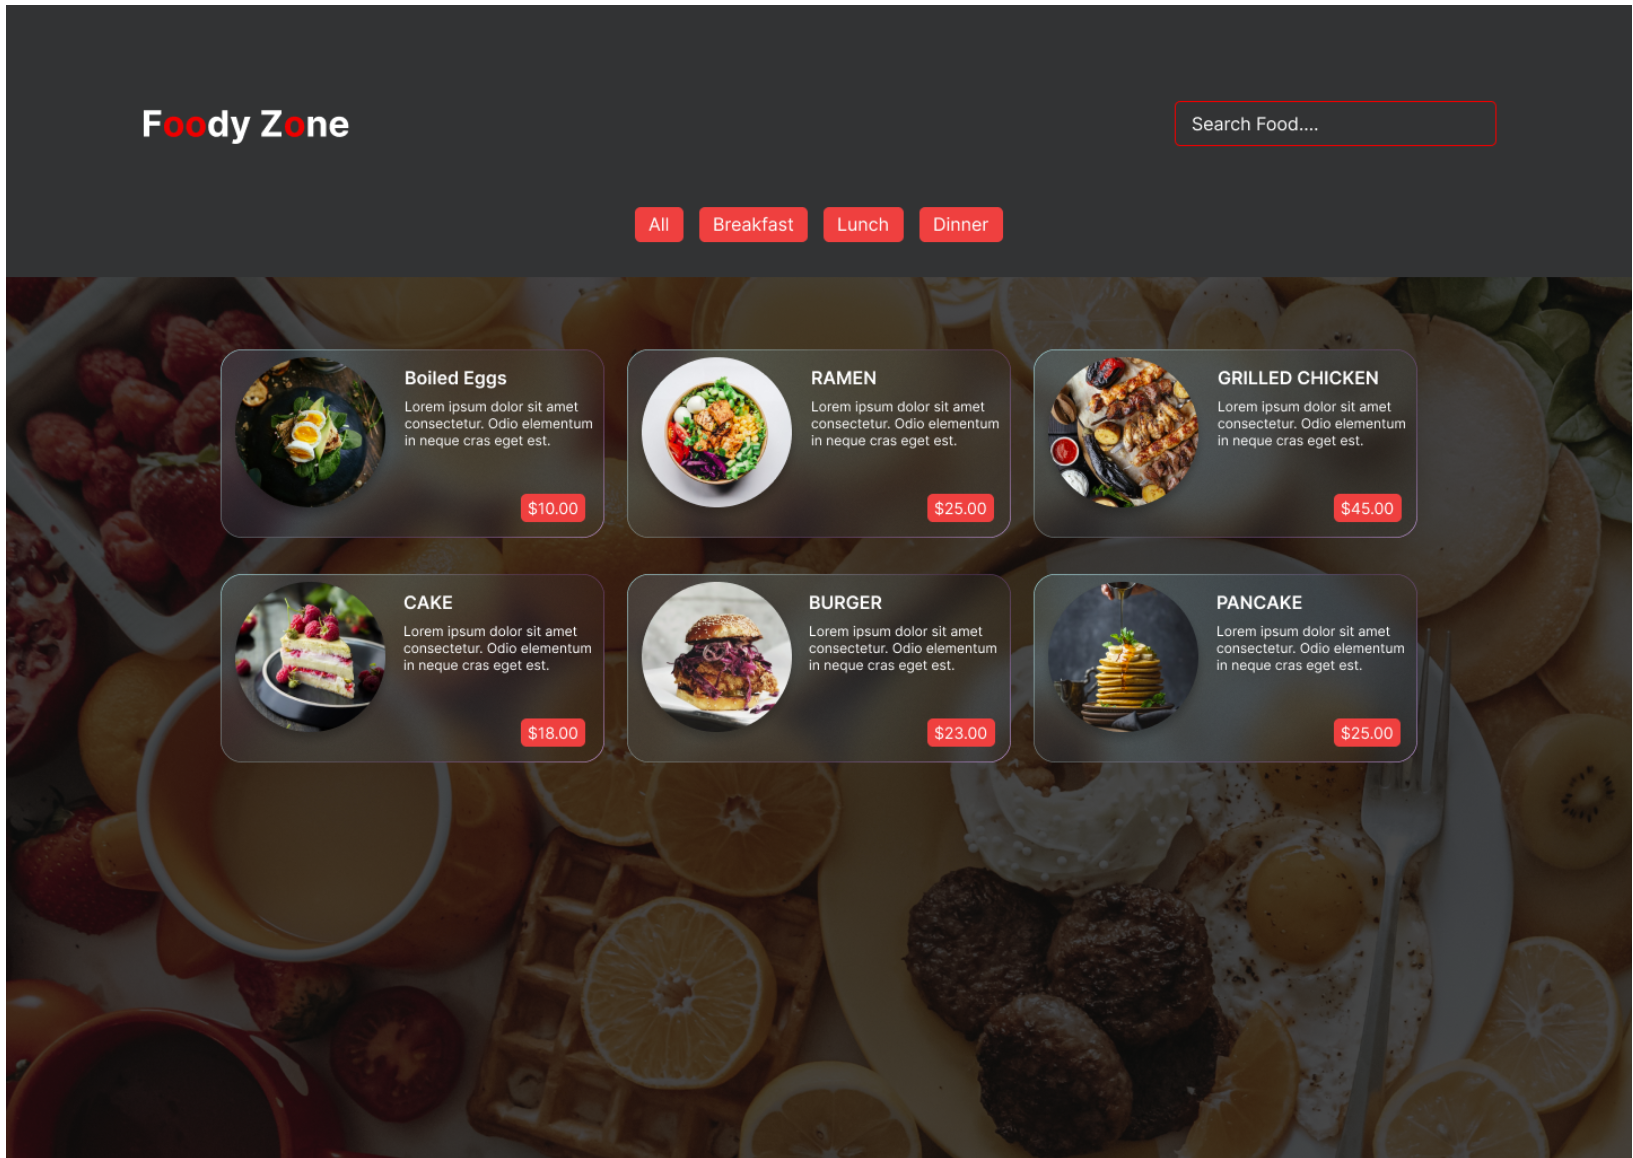 Foody Zone
Search Food....
All
Breakfast
Lunch
Dinner
Boiled Eggs
Lorem ipsum dolor sit amet
consectetur. Odio elementum
in neque cras eget est.
$10.00
RAMEN
Lorem ipsum dolor sit amet
consectetur. Odio elementum
in neque cras eget est.
$25.00
GRILLED CHICKEN
Lorem ipsum dolor sit amet
consectetur. Odio elementum
in neque cras eget est.
$45.00
CAKE
Lorem ipsum dolor sit amet
consectetur. Odio elementum
in neque cras eget est.
$18.00
BURGER
Lorem ipsum dolor sit amet
consectetur. Odio elementum
in neque cras eget est.
$23.00
PANCAKE
Lorem ipsum dolor sit amet
consectetur. Odio elementum
in neque cras eget est.
$25.00